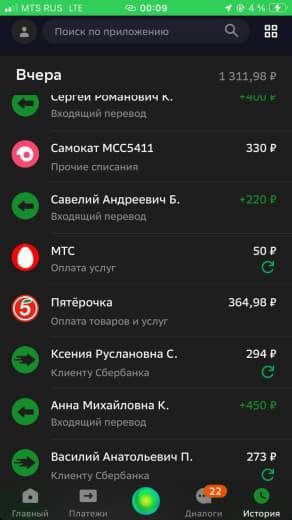 MTS RUS LTE 00:09 4 %
Поиск по приложению
Вчера 1 311,98 ₽
Сергей Романович К. +400 ₽
Входящий перевод
Самокат MCC5411 330 ₽
Прочие списания
Савелий Андреевич Б. +220 ₽
Входящий перевод
МТС 50 ₽
Оплата услуг
5
Пятёрочка 364,98 ₽
Оплата товаров и услуг
Ксения Руслановна С. 294 ₽
Клиенту Сбербанка
Анна Михайловна К. +450 ₽
Входящий перевод
Василий Анатольевич П. 273 ₽
Клиенту Сбербанка
22
Главный Платежи Диалоги История